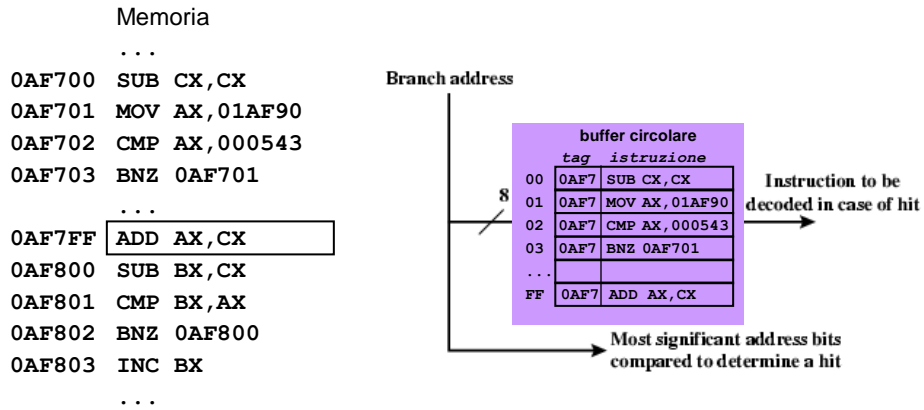 Memoria
...
0AF700 SUB CX,CX
0AF701 MOV AX,01AF90
0AF702 CMP AX,000543
0AF703 BNZ 0AF701
...
0AF7FF ADD AX,CX
0AF800 SUB BX,CX
0AF801 CMP BX,AX
0AF802 BNZ 0AF800
0AF803 INC BX
...
Branch address
8
buffer circolare
tag istruzione
00 0AF7 SUB CX,CX
01 0AF7 MOV AX,01AF90
02 0AF7 CMP AX,000543
03 0AF7 BNZ 0AF701
...
FF 0AF7 ADD AX,CX
Instruction to be
decoded in case of hit
Most significant address bits
compared to determine a hit